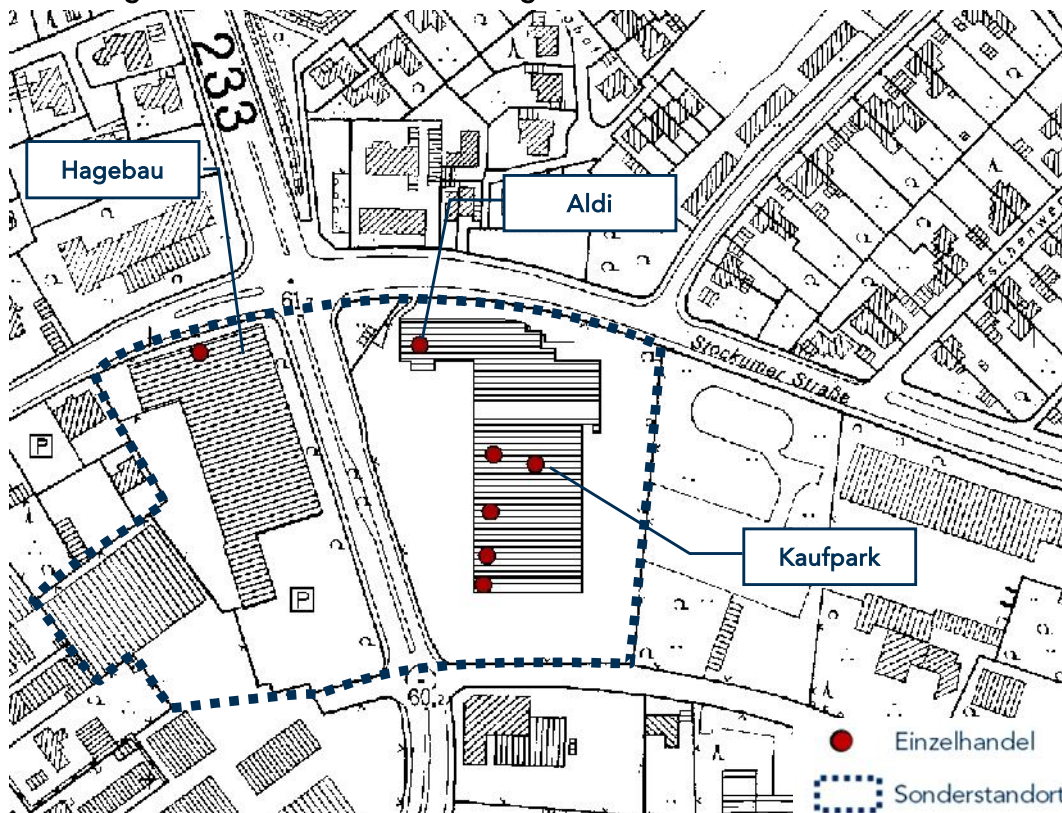 233
Hagebau
Aldi
61
Stockumer Straße
P
P
Kaufpark
60,2
Einzelhandel
Sonderstandort